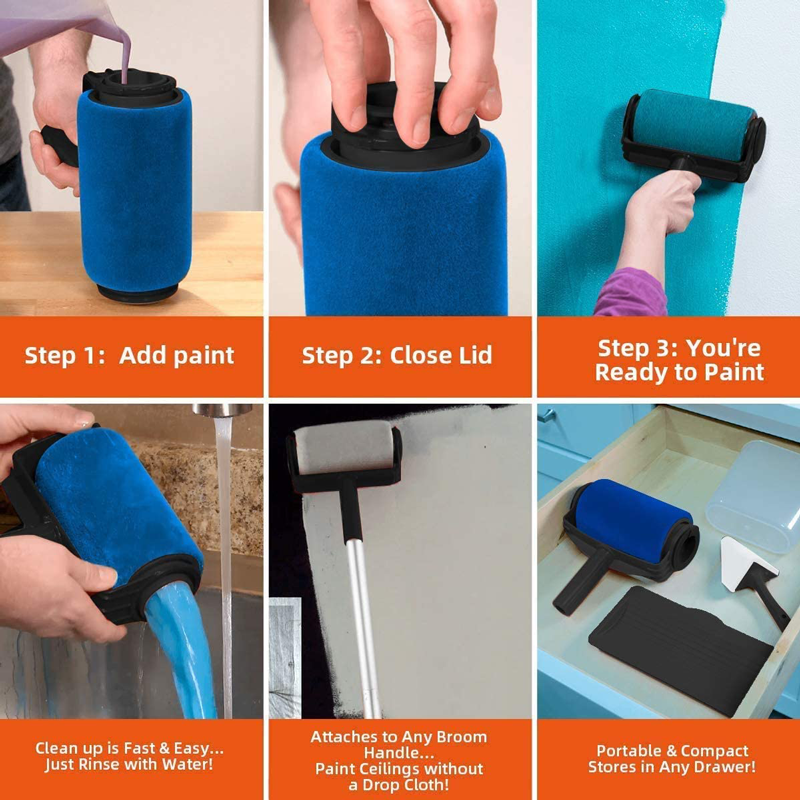 Step 1: Add paint
Step 2: Close Lid
Step 3: You're
Ready to Paint
Clean up is Fast & Easy...
Just Rinse with Water!
Attaches to Any Broom
Handle...
Paint Ceilings without
a Drop Cloth!
Portable & Compact
Stores in Any Drawer!